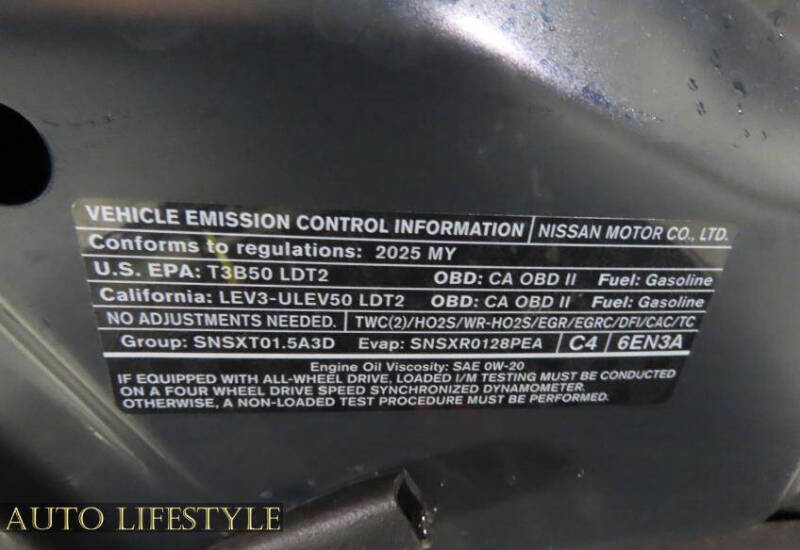 VEHICLE EMISSION CONTROL INFORMATION NISSAN MOTOR CO., LTD.
Conforms to regulations: 2025 MY
U.S. EPA: T3B50 LDT2 OBD: CA OBD II Fuel: Gasoline
California: LEV3-ULEV50 LDT2 OBD: CA OBD II Fuel: Gasoline
NO ADJUSTMENTS NEEDED. TWC(2)/HO2S/WR-HO2S/EGR/EGRC/DFI/CAC/TC
Group: SNSXT01.5A3D Evap: SNSXR0128PEA C4 6EN3A
Engine Oil Viscosity: SAE 0W-20
IF EQUIPPED WITH ALL-WHEEL DRIVE, LOADED I/M TESTING MUST BE CONDUCTED
ON A FOUR WHEEL DRIVE SPEED SYNCHRONIZED DYNAMOMETER.
OTHERWISE, A NON-LOADED TEST PROCEDURE MUST BE PERFORMED.
AUTO LIFESTYLE